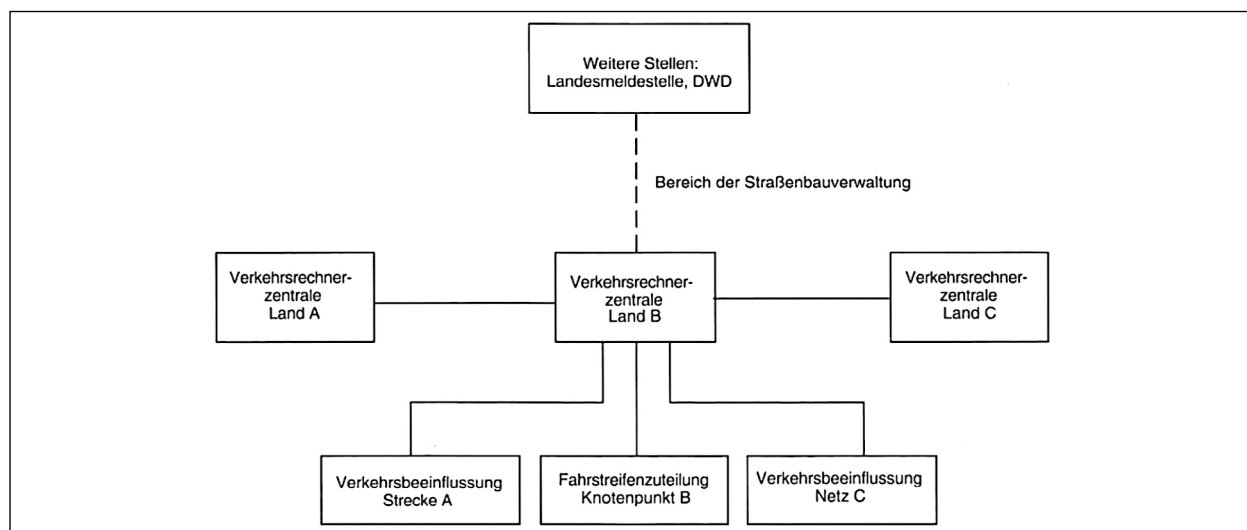 Weitere Stellen:
Landesmeldestelle, DWD
Bereich der Straßenbauverwaltung
Verkehrsrechner-
zentrale
Land A
Verkehrsrechner-
zentrale
Land B
Verkehrsrechner-
zentrale
Land C
Verkehrsbeeinflussung
Strecke A
Fahrstreifenzuteilung
Knotenpunkt B
Verkehrsbeeinflussung
Netz C